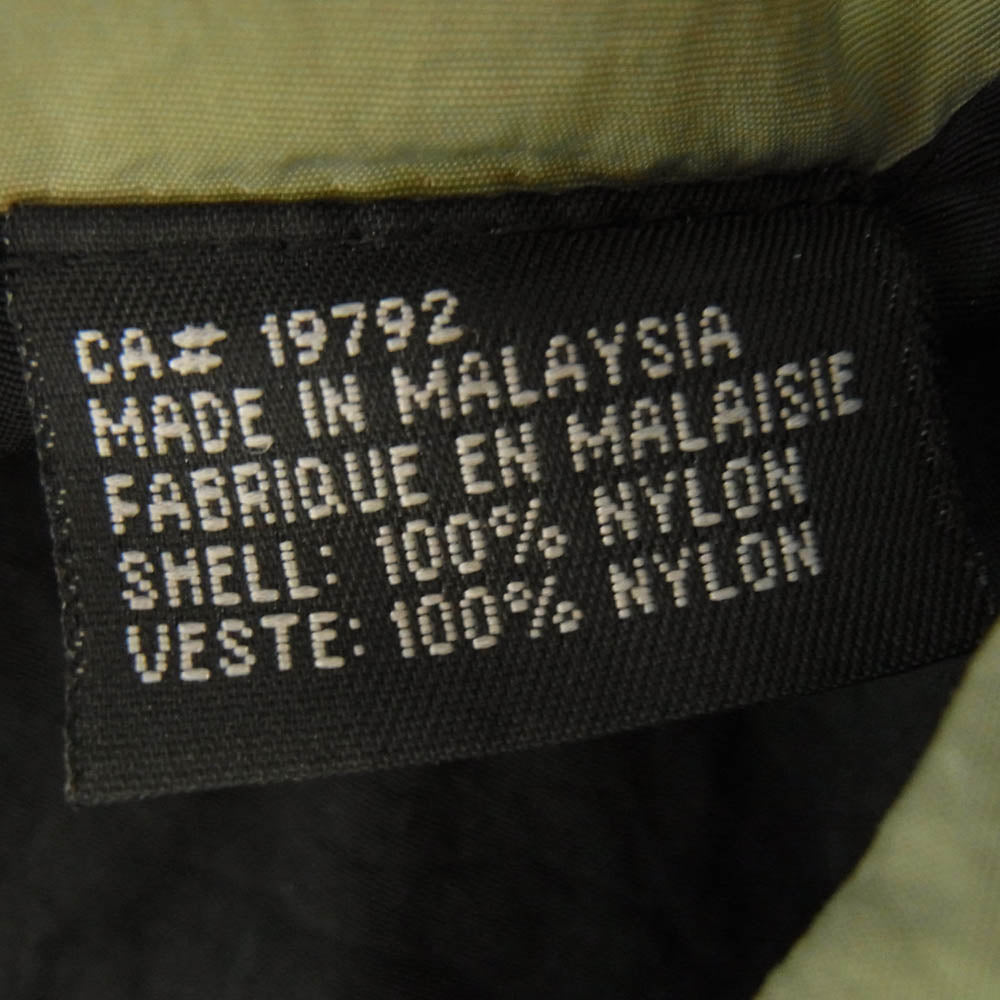 CA# 19792
MADE IN MALAYSIA
FABRIQUE EN MALAISIE
SHELL: 100% NYLON
VESTE: 100% NYLON